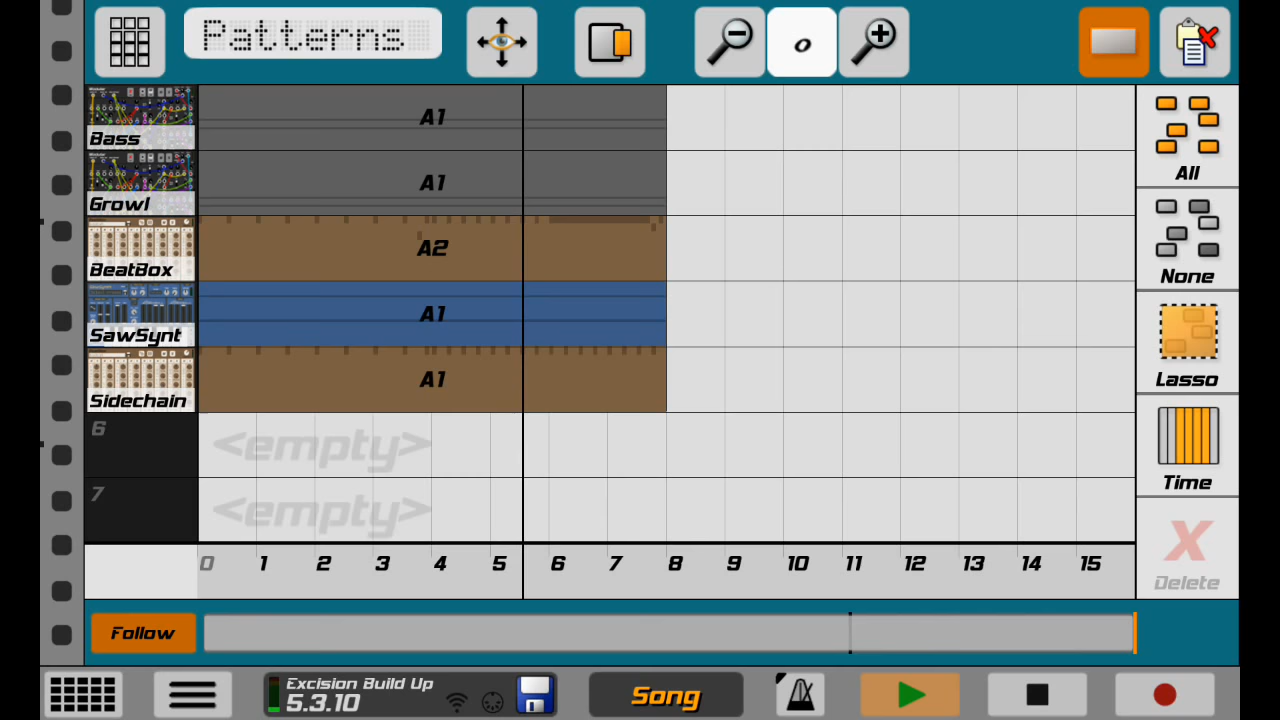 Patterns
o
Bass
A1
All
Growl
A1
BeatBox
A2
None
SawSynt
A1
Lasso
Sidechain
A1
6
<empty>
Time
7
<empty>
0 1 2 3 4 5 6 7 8 9 10 11 12 13 14 15
X
Delete
Follow
Excision Build Up
5.3.10
Song